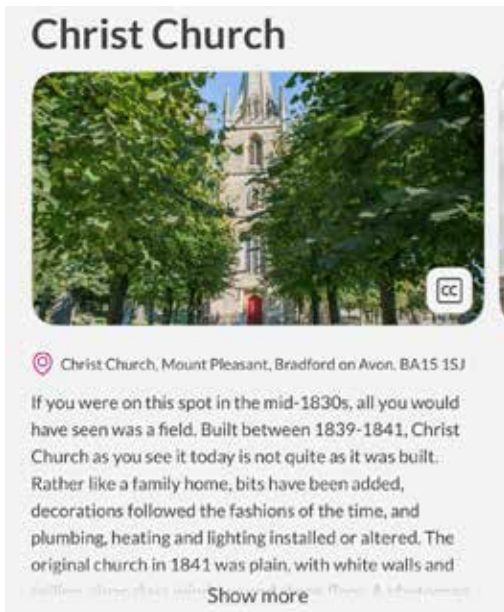 Christ Church
CC
Christ Church, Mount Pleasant, Bradford on Avon, BA15 1SJ
If you were on this spot in the mid-1830s, all you would
have seen was a field. Built between 1839-1841, Christ
Church as you see it today is not quite as it was built.
Rather like a family home, bits have been added,
decorations followed the fashions of the time, and
plumbing, heating and lighting installed or altered. The
original church in 1841 was plain, with white walls and
Show more